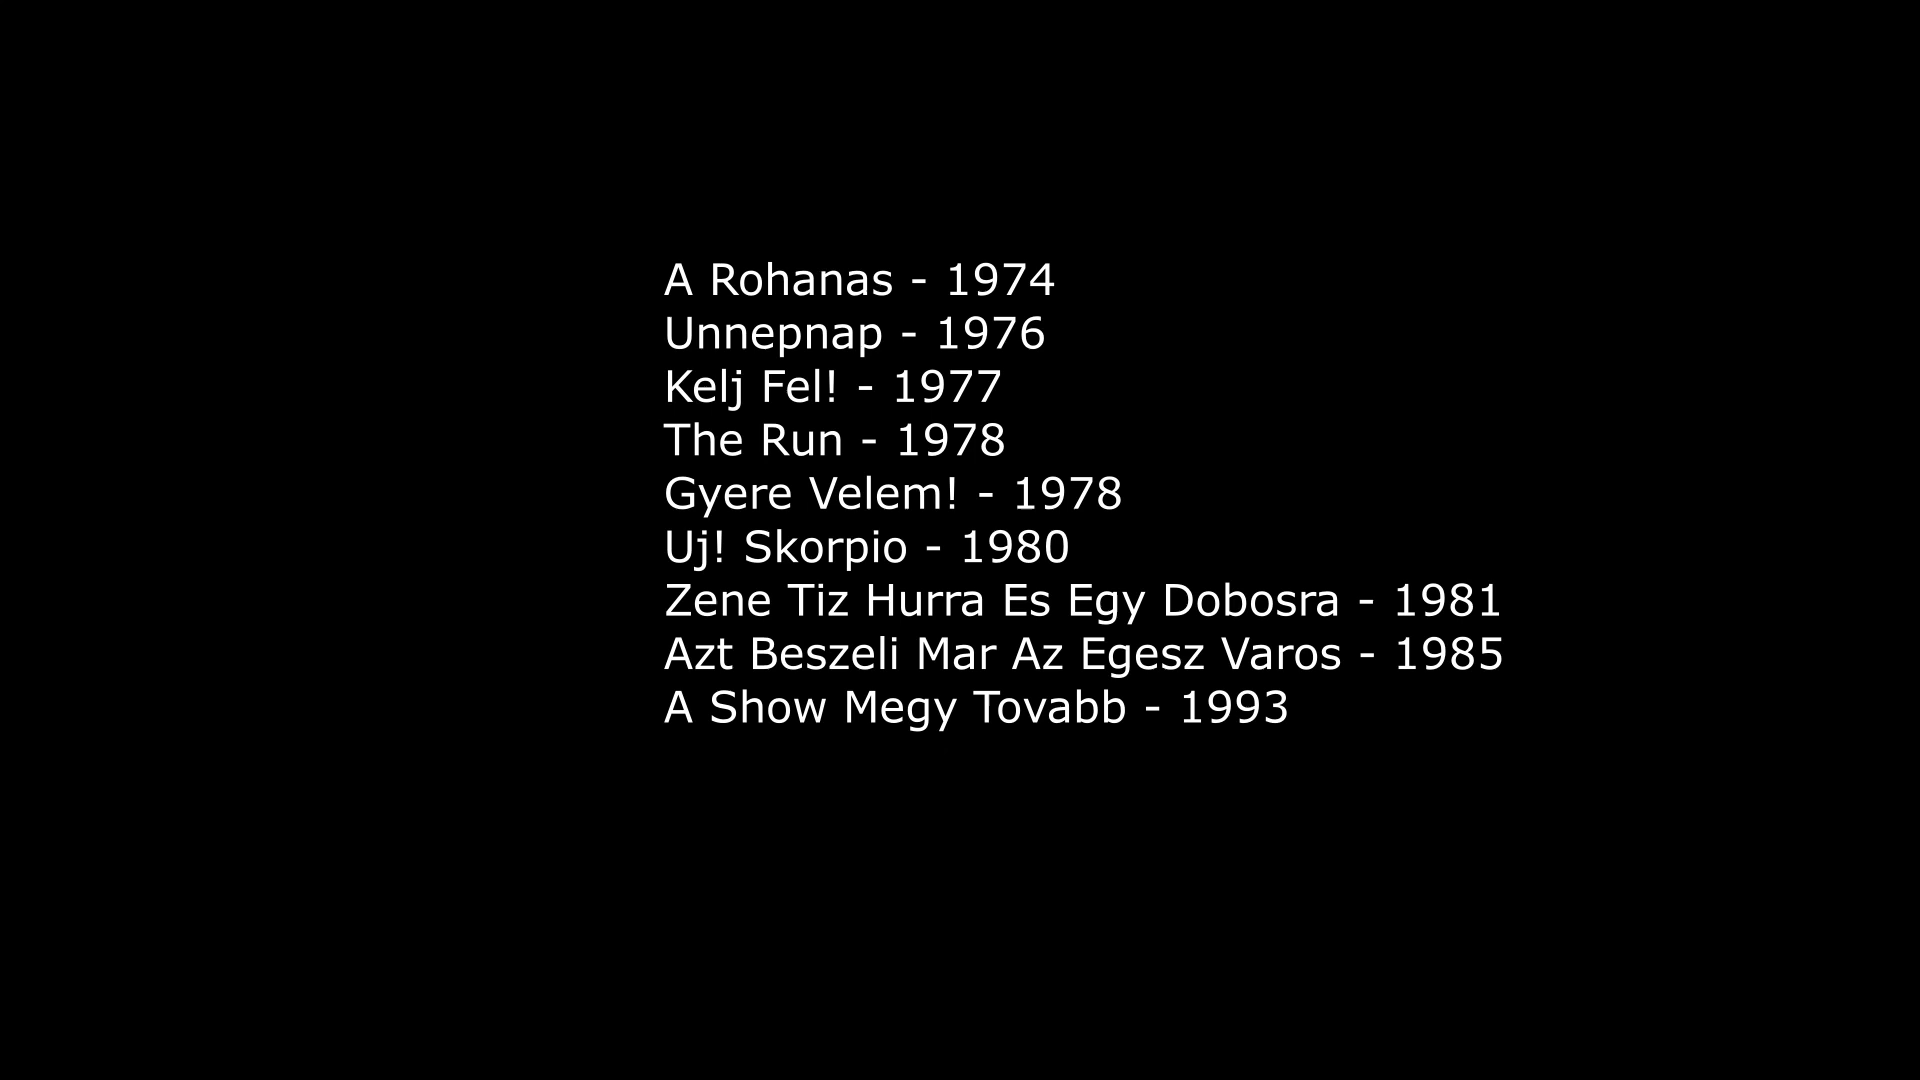 A Rohanas - 1974
Unnepnap - 1976
Kelj Fel! - 1977
The Run - 1978
Gyere Velem! - 1978
Uj! Skorpio - 1980
Zene Tiz Hurra Es Egy Dobosra - 1981
Azt Beszeli Mar Az Egesz Varos - 1985
A Show Megy Tovabb - 1993